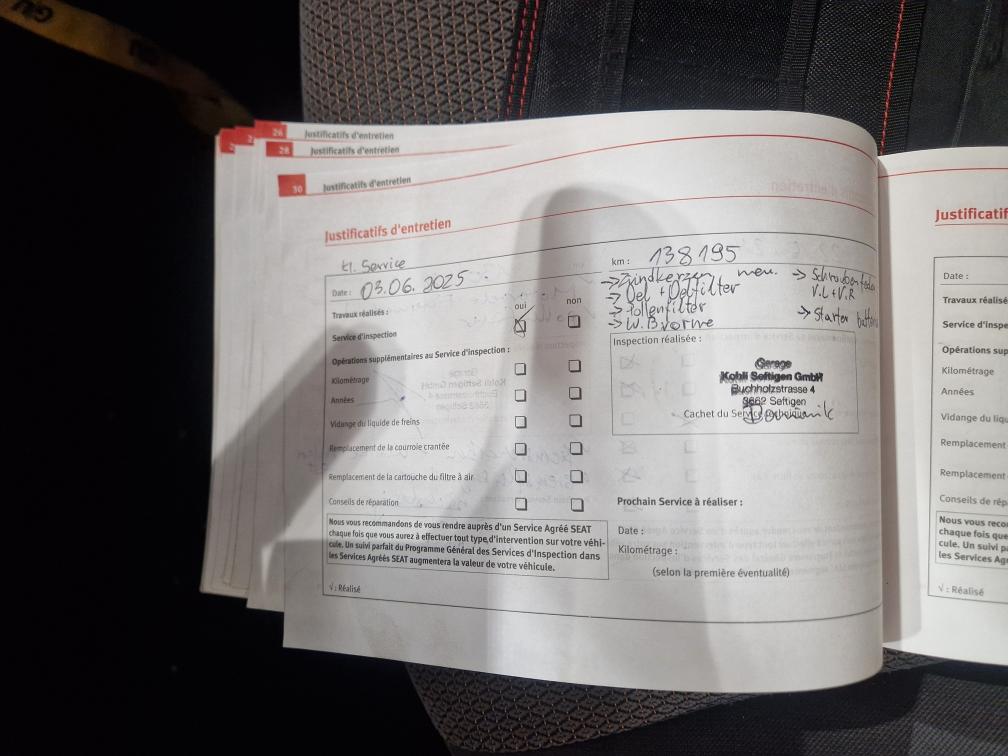 26 Justificatifs d'entretien
28 Justificatifs d'entretien
30 Justificatifs d'entretien
Justificatifs d'entretien
kl. Service
Date : 03.06.2025
Travaux réalisés :
oui non
Service d'inspection
Opérations supplémentaires au Service d'inspection :
Kilométrage
Années
Vidange du liquide de freins
Remplacement de la courroie crantée
Remplacement de la cartouche du filtre à air
Conseils de réparation
Nous vous recommandons de vous rendre auprès d'un Service Agréé SEAT
chaque fois que vous aurez à effectuer tout type d'intervention sur votre véhi-
cule. Un suivi parfait du Programme Général des Services d'Inspection dans
les Services Agréés SEAT augmentera la valeur de votre véhicule.
√ : Réalisé
km : 138195
→ Zündkerzen
→ Oel + Oelfilter
→ Pollenfilter
→ W. B vorne
→ Schraubenfeder
V.L + V.R
→ Starter
Inspection réalisée :
Garage
Kohli Seftigen GmbH
Buchholzstrasse 4
3662 Seftigen
Cachet du Service
Prochain Service à réaliser :
Date :
Kilométrage :
(selon la première éventualité)
Justificatif
Date :
Travaux réalisé
Service d'inspe
Opérations sup
Kilométrage
Années
Vidange du liqu
Remplacement
Remplacement
Conseils de rép
Nous vous reco
chaque fois que
cule. Un suivi pa
les Services Agr
√ : Réalisé